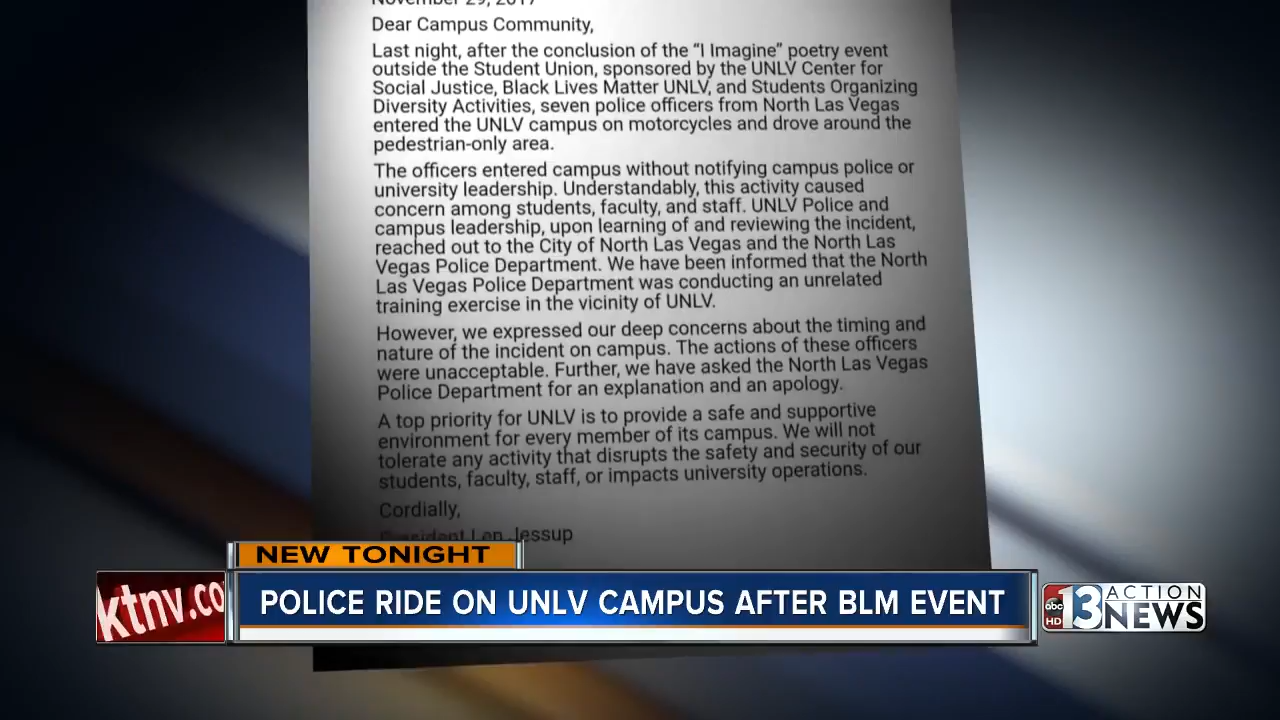 November 29, 2017
Dear Campus Community,
Last night, after the conclusion of the “I Imagine” poetry event
outside the Student Union, sponsored by the UNLV Center for
Social Justice, Black Lives Matter UNLV, and Students Organizing
Diversity Activities, seven police officers from North Las Vegas
entered the UNLV campus on motorcycles and drove around the
pedestrian-only area.
The officers entered campus without notifying campus police or
university leadership. Understandably, this activity caused
concern among students, faculty, and staff. UNLV Police and
campus leadership, upon learning of and reviewing the incident,
reached out to the City of North Las Vegas and the North Las
Vegas Police Department. We have been informed that the North
Las Vegas Police Department was conducting an unrelated
training exercise in the vicinity of UNLV.
However, we expressed our deep concerns about the timing and
nature of the incident on campus. The actions of these officers
were unacceptable. Further, we have asked the North Las Vegas
Police Department for an explanation and an apology.
A top priority for UNLV is to provide a safe and supportive
environment for every member of its campus. We will not
tolerate any activity that disrupts the safety and security of our
students, faculty, staff, or impacts university operations.
Cordially,
President Len Jessup
NEW TONIGHT
ktnv.co
POLICE RIDE ON UNLV CAMPUS AFTER BLM EVENT
abc HD 13 ACTION NEWS